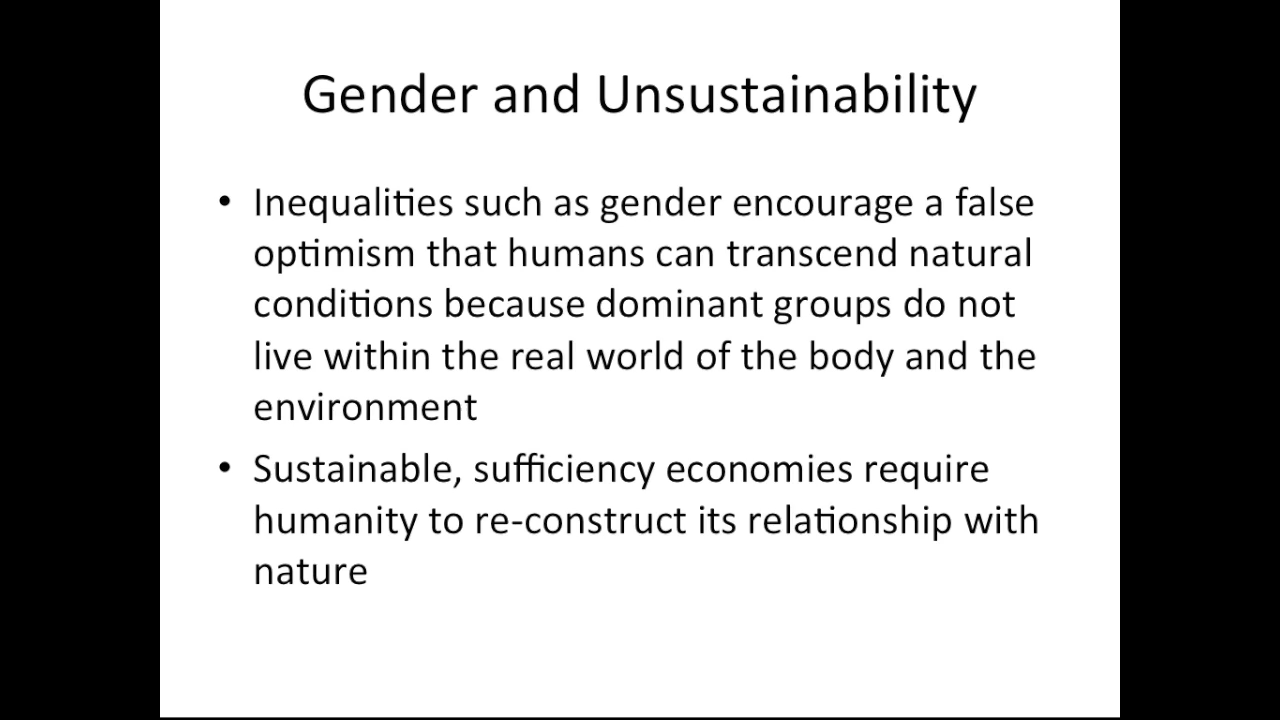 Gender and Unsustainability
• Inequalities such as gender encourage a false
optimism that humans can transcend natural
conditions because dominant groups do not
live within the real world of the body and the
environment
• Sustainable, sufficiency economies require
humanity to re-construct its relationship with
nature